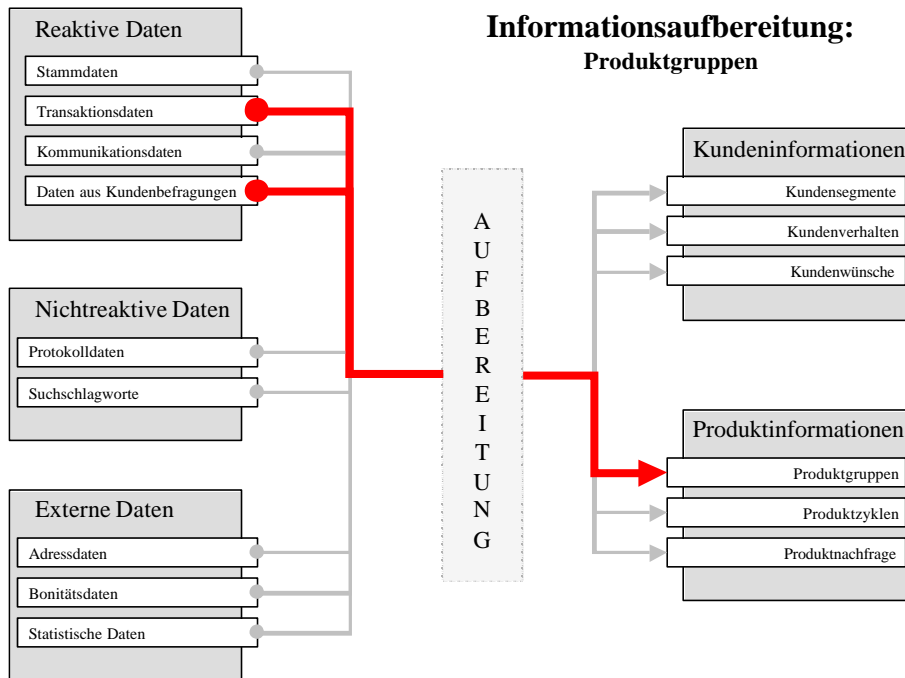 Informationsaufbereitung:
Produktgruppen
Reaktive Daten
Stammdaten
Transaktionsdaten
Kommunikationsdaten
Daten aus Kundenbefragungen
Nichtreaktive Daten
Protokolldaten
Suchschlagworte
Externe Daten
Adressdaten
Bonitätsdaten
Statistische Daten
A
U
F
B
E
R
E
I
T
U
N
G
Kundeninformationen
Kundensegmente
Kundenverhalten
Kundenwünsche
Produktinformationen
Produktgruppen
Produktzyklen
Produktnachfrage